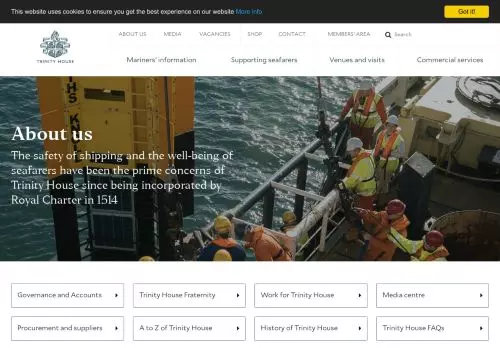 This website uses cookies to ensure you get the best experience on our website More info
Got it!
ABOUT US MEDIA VACANCIES SHOP CONTACT MEMBERS' AREA Search
TRINITY HOUSE
Mariners' information Supporting seafarers Venues and visits Commercial services
About us
The safety of shipping and the well-being of
seafarers have been the prime concerns of
Trinity House since being incorporated by
Royal Charter in 1514
Governance and Accounts Trinity House Fraternity Work for Trinity House Media centre
Procurement and suppliers A to Z of Trinity House History of Trinity House Trinity House FAQs